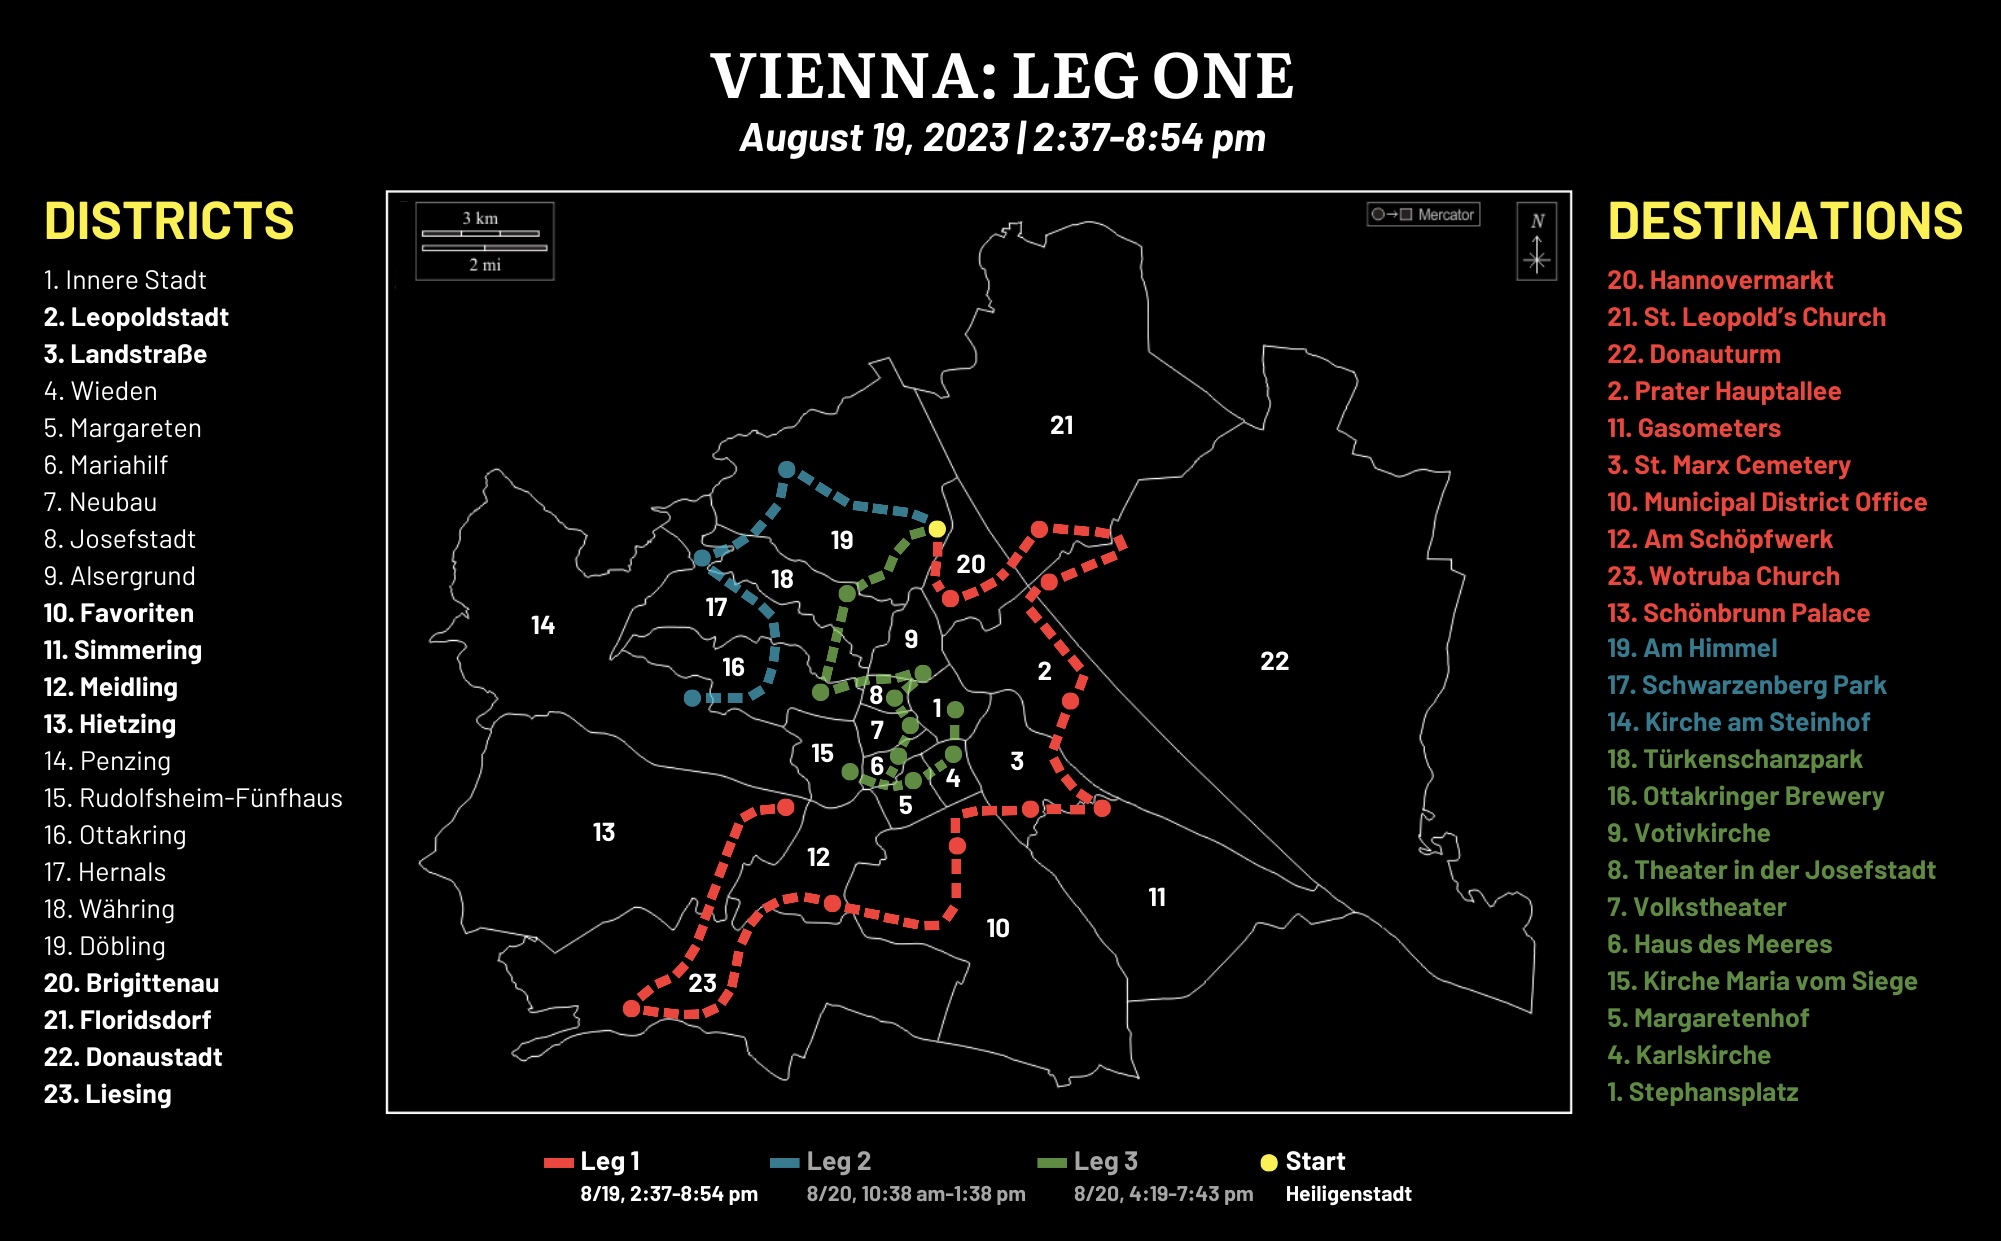 VIENNA: LEG ONE
August 19, 2023 | 2:37-8:54 pm
DISTRICTS
1. Innere Stadt
2. Leopoldstadt
3. Landstraße
4. Wieden
5. Margareten
6. Mariahilf
7. Neubau
8. Josefstadt
9. Alsergrund
10. Favoriten
11. Simmering
12. Meidling
13. Hietzing
14. Penzing
15. Rudolfsheim-Fünfhaus
16. Ottakring
17. Hernals
18. Währing
19. Döbling
20. Brigittenau
21. Floridsdorf
22. Donaustadt
23. Liesing
3 km
2 mi
Mercator
N
21
19
20
18
17
14
9
16
22
2
8
1
7
15
3
6
4
5
13
12
11
10
23
DESTINATIONS
20. Hannovermarkt
21. St. Leopold’s Church
22. Donauturm
2. Prater Hauptallee
11. Gasometers
3. St. Marx Cemetery
10. Municipal District Office
12. Am Schöpfwerk
23. Wotruba Church
13. Schönbrunn Palace
19. Am Himmel
17. Schwarzenberg Park
14. Kirche am Steinhof
18. Türkenschanzpark
16. Ottakringer Brewery
9. Votivkirche
8. Theater in der Josefstadt
7. Volkstheater
6. Haus des Meeres
15. Kirche Maria vom Siege
5. Margaretenhof
4. Karlskirche
1. Stephansplatz
Leg 1
8/19, 2:37-8:54 pm
Leg 2
8/20, 10:38 am-1:38 pm
Leg 3
8/20, 4:19-7:43 pm
Start
Heiligenstadt